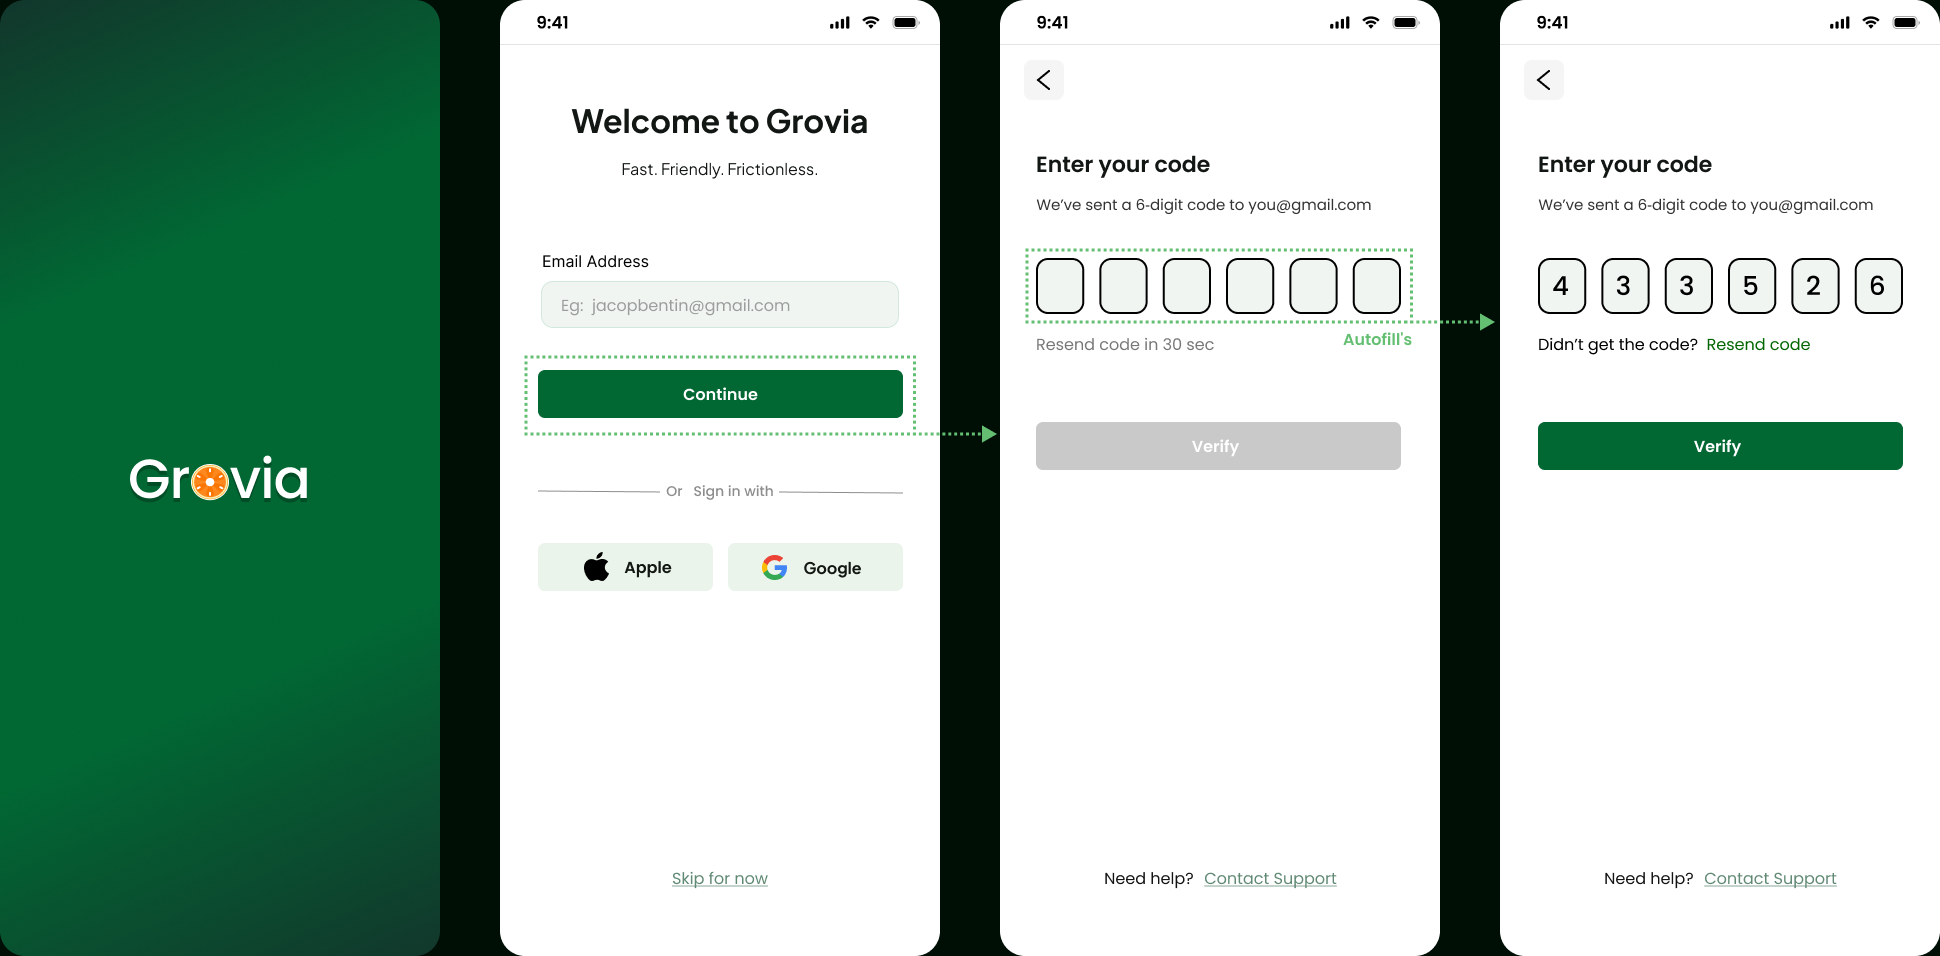 Grovia
9:41
Welcome to Grovia
Fast. Friendly. Frictionless.
Email Address
Eg: jacopbentin@gmail.com
Continue
Or Sign in with
Apple
Google
Skip for now
9:41
Enter your code
We've sent a 6-digit code to you@gmail.com
Resend code in 30 sec
Autofill's
Verify
Need help? Contact Support
9:41
Enter your code
We've sent a 6-digit code to you@gmail.com
4 3 3 5 2 6
Didn't get the code? Resend code
Verify
Need help? Contact Support